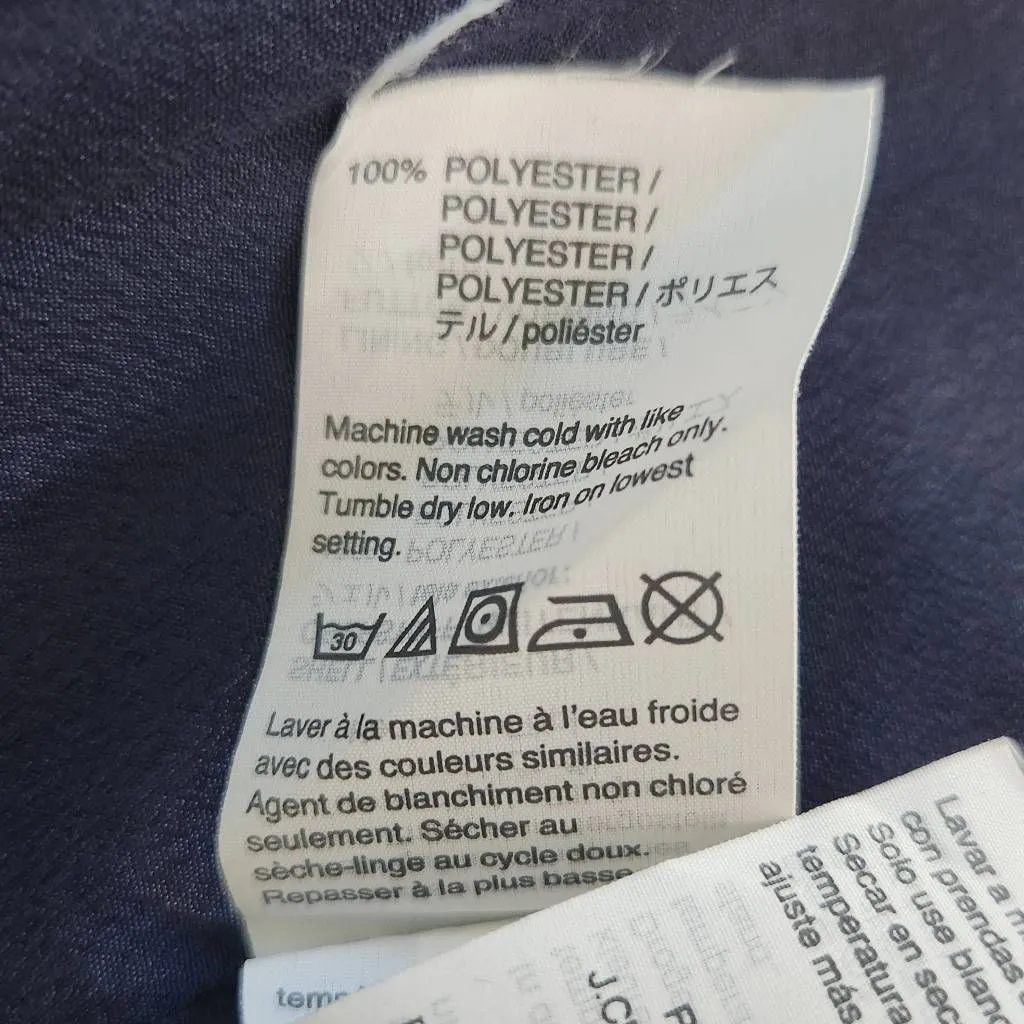 100% POLYESTER /
POLYESTER /
POLYESTER /
POLYESTER / ポリエス
テル / poliéster
Machine wash cold with like
colors. Non chlorine bleach only.
Tumble dry low. Iron on lowest
setting.
30
Laver à la machine à l'eau froide
avec des couleurs similaires.
Agent de blanchiment non chloré
seulement. Sécher au
sèche-linge au cycle doux.
Repasser à la plus basse
Lavar a
con prendas
Solo use
Secar en
temperatura
ajuste más